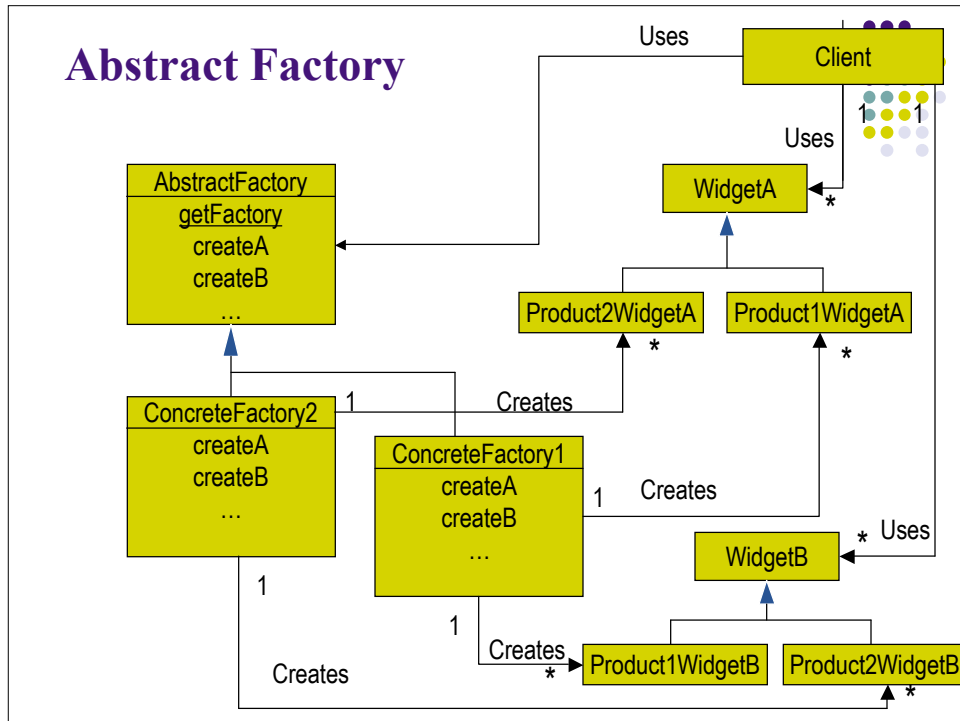 Abstract Factory
Uses
Client
1
1
Uses
AbstractFactory
getFactory
createA
createB
…
WidgetA
*
Product2WidgetA
Product1WidgetA
*
*
ConcreteFactory2
createA
createB
…
1
Creates
ConcreteFactory1
createA
createB
…
1
Creates
*
Uses
WidgetB
1
1
Creates
*
Product1WidgetB
Product2WidgetB
Creates
*